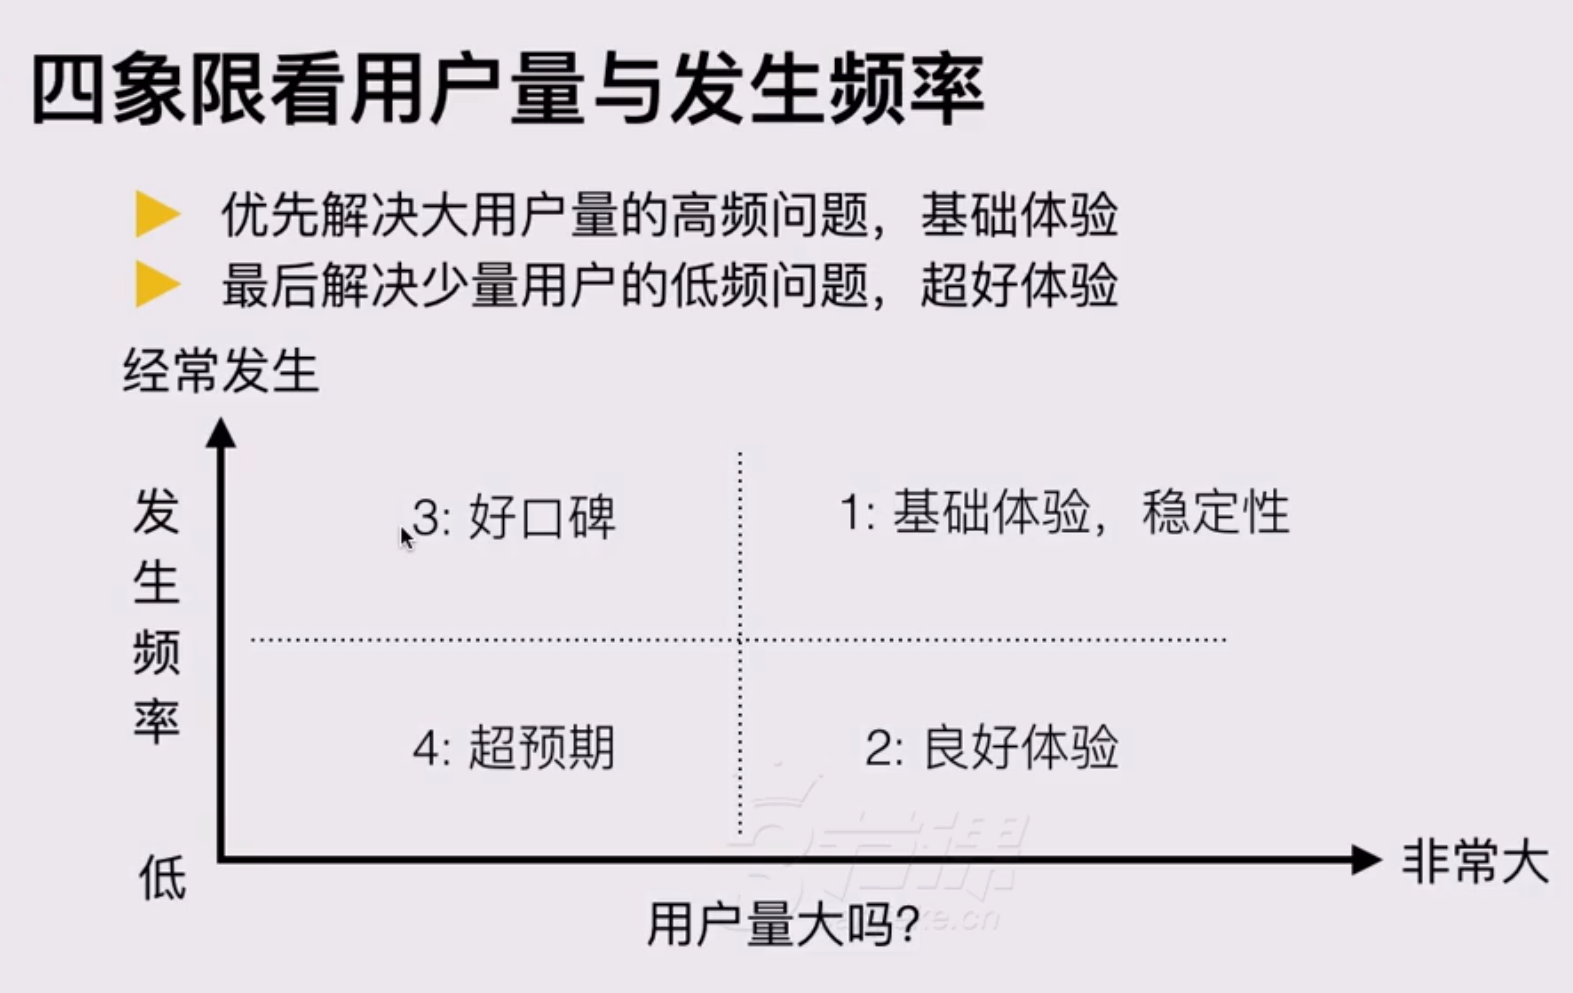 四象限看用户量与发生频率
优先解决大用户量的高频问题，基础体验
最后解决少量用户的低频问题，超好体验
经常发生
发生频率
3: 好口碑
1: 基础体验，稳定性
4: 超预期
2: 良好体验
低
非常大
用户量大吗？